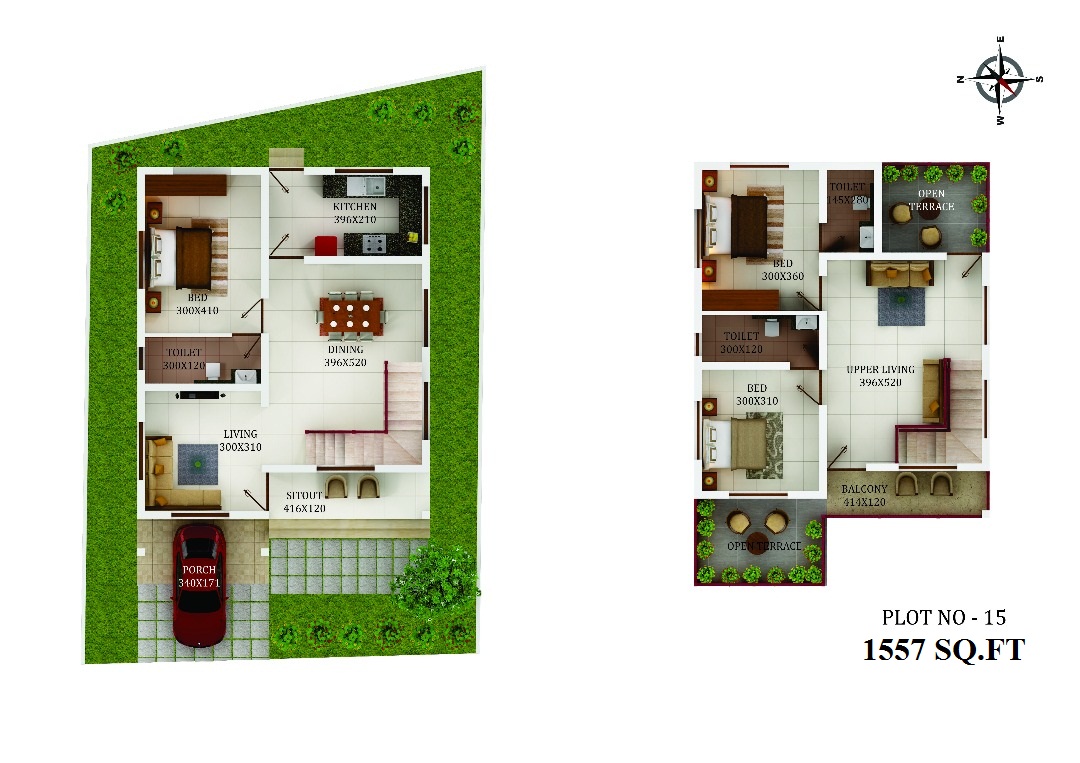 E
N
S
W
KITCHEN
396X210
BED
300X410
DINING
396X520
TOILET
300X120
LIVING
300X310
SITOUT
416X120
PORCH
340X171
TOILET
145X280
OPEN
TERRACE
BED
300X360
TOILET
300X120
UPPER LIVING
396X520
BED
300X310
BALCONY
414X120
OPEN TERRACE
PLOT NO - 15
1557 SQ.FT